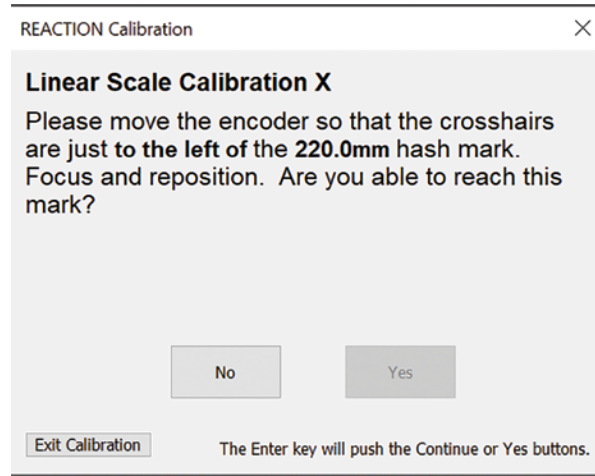 REACTION Calibration
Linear Scale Calibration X
Please move the encoder so that the crosshairs
are just to the left of the 220.0mm hash mark.
Focus and reposition.  Are you able to reach this
mark?
No
Yes
Exit Calibration
The Enter key will push the Continue or Yes buttons.